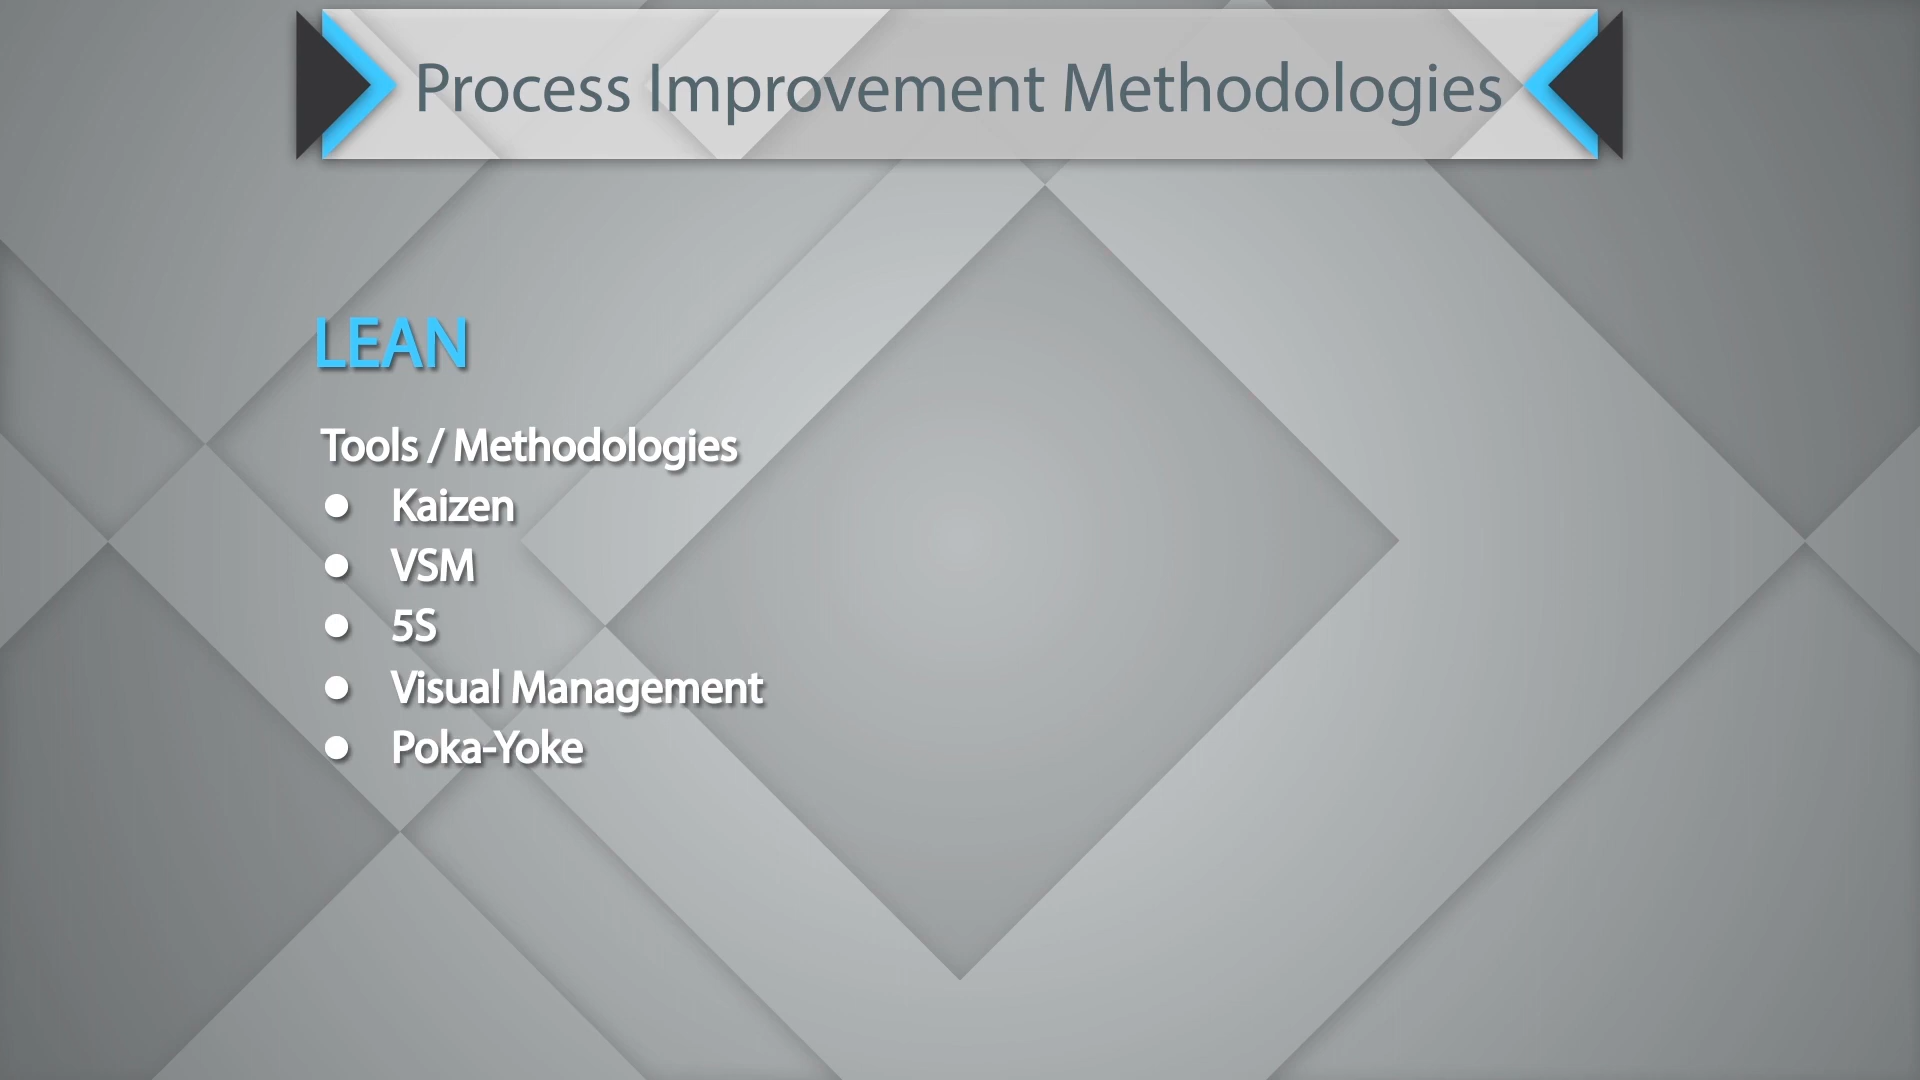 Process Improvement Methodologies
LEAN
Tools / Methodologies
● Kaizen
● VSM
● 5S
● Visual Management
● Poka-Yoke